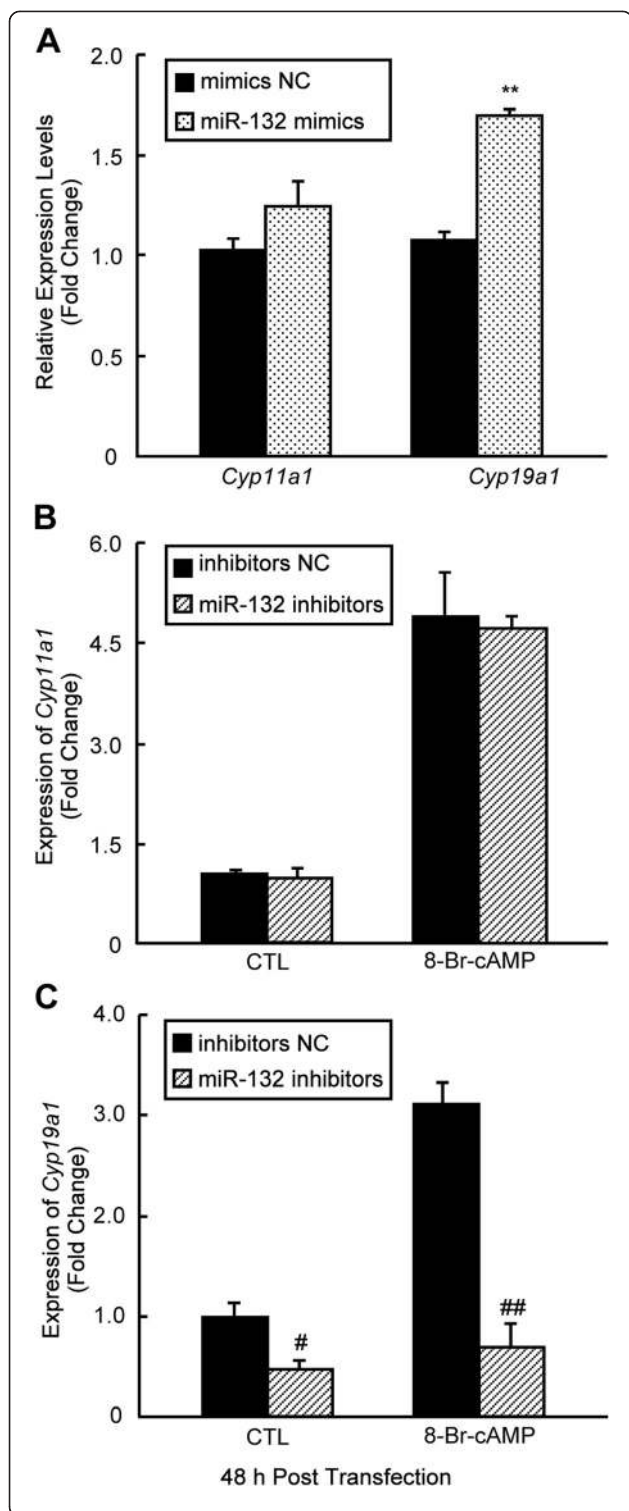 A
2.0
mimics NC
miR-132 mimics
**
1.5
1.0
0.5
0
Relative Expression Levels
(Fold Change)
Cyp11a1
Cyp19a1
B
6.0
inhibitors NC
miR-132 inhibitors
4.5
3.0
1.5
0
Expression of Cyp11a1
(Fold Change)
CTL
8-Br-cAMP
C
4.0
inhibitors NC
miR-132 inhibitors
3.0
2.0
1.0
0
Expression of Cyp19a1
(Fold Change)
#
##
CTL
8-Br-cAMP
48 h Post Transfection